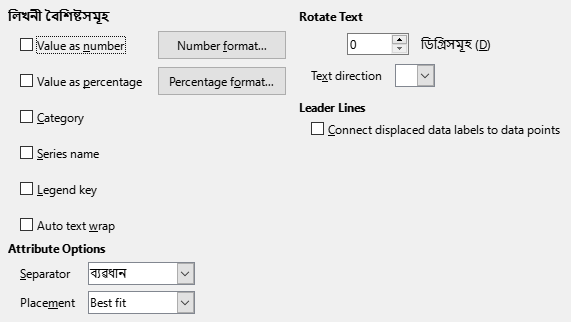 লিখনী বৈশিষ্টসমূহ
Value as number
Number format...
Value as percentage
Percentage format...
Category
Series name
Legend key
Auto text wrap
Attribute Options
Separator
ব্যৱধান
Placement
Best fit
Rotate Text
0
ডিগ্ৰিসমূহ (D)
Text direction
Leader Lines
Connect displaced data labels to data points